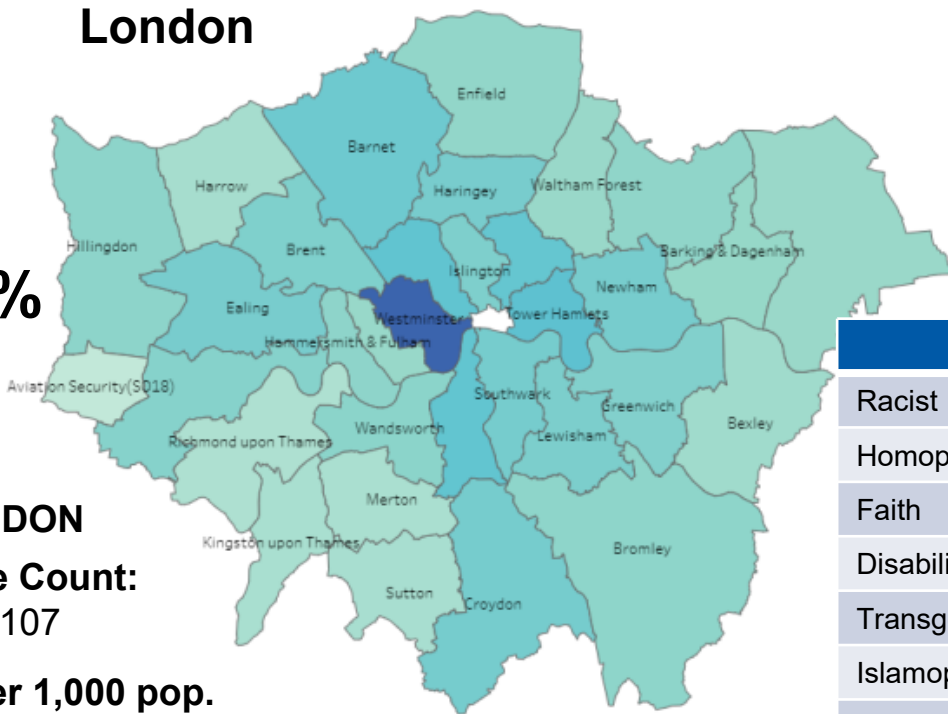 London
Enfield
Barnet
Harrow
Haringey
Waltham Forest
Hillingdon
Brent
Islington
Barking & Dagenham
%
Ealing
Newham
Westminster
Tower Hamlets
Hammersmith & Fulham
Aviation Security(SO18)
Southwark
Racist
Greenwich
Wandsworth
Bexley
Homop
Richmond upon Thames
Lewisham
Merton
Faith
DON
Kingston upon Thames
Bromley
Disabili
e Count:
Sutton
Croydon
Transg
107
Islamop
er 1,000 pop.